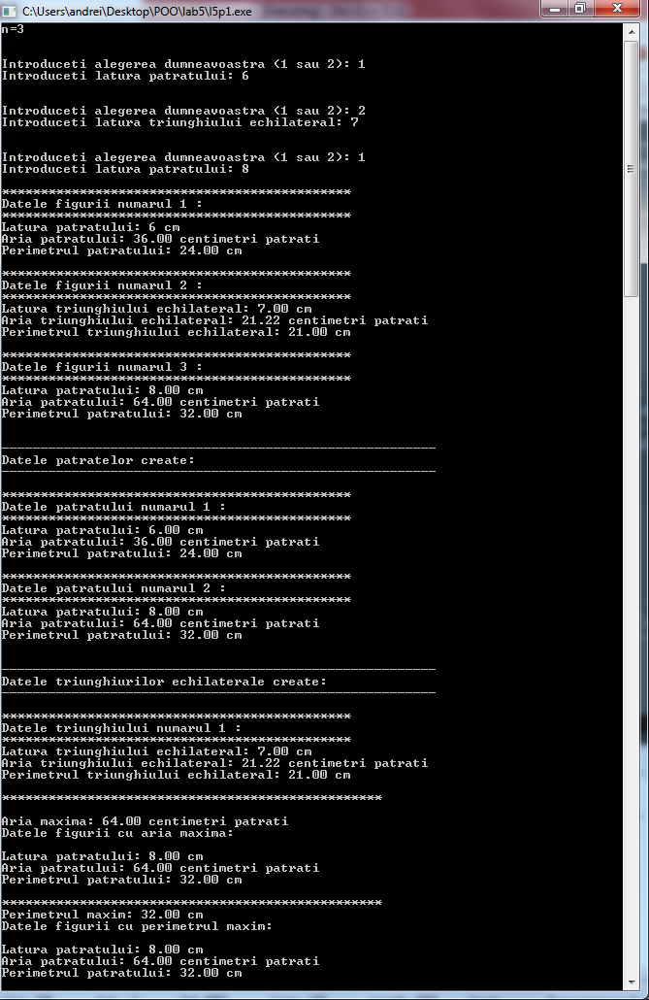 C:\Users\andrei\Desktop\POO\lab5\l5p1.exe
n=3
Introduceti alegerea dumneavoastra (1 sau 2): 1
Introduceti latura patratului: 6
Introduceti alegerea dumneavoastra (1 sau 2): 2
Introduceti latura triunghiului echilateral: 7
Introduceti alegerea dumneavoastra (1 sau 2): 1
Introduceti latura patratului: 8
*********************************************
Datele figurii numarul 1 :
*********************************************
Latura patratului: 6 cm
Aria patratului: 36.00 centimetri patrati
Perimetrul patratului: 24.00 cm
*********************************************
Datele figurii numarul 2 :
*********************************************
Latura triunghiului echilateral: 7.00 cm
Aria triunghiului echilateral: 21.22 centimetri patrati
Perimetrul triunghiului echilateral: 21.00 cm
*********************************************
Datele figurii numarul 3 :
*********************************************
Latura patratului: 8.00 cm
Aria patratului: 64.00 centimetri patrati
Perimetrul patratului: 32.00 cm
--------------------------------------------------------
Datele patratelor create:
--------------------------------------------------------
*********************************************
Datele patratului numarul 1 :
*********************************************
Latura patratului: 6.00 cm
Aria patratului: 36.00 centimetri patrati
Perimetrul patratului: 24.00 cm
*********************************************
Datele patratului numarul 2 :
*********************************************
Latura patratului: 8.00 cm
Aria patratului: 64.00 centimetri patrati
Perimetrul patratului: 32.00 cm
--------------------------------------------------------
Datele triunghiurilor echilaterale create:
--------------------------------------------------------
*********************************************
Datele triunghiului numarul 1 :
*********************************************
Latura triunghiului echilateral: 7.00 cm
Aria triunghiului echilateral: 21.22 centimetri patrati
Perimetrul triunghiului echilateral: 21.00 cm
*************************************************
Aria maxima: 64.00 centimetri patrati
Datele figurii cu aria maxima:
Latura patratului: 8.00 cm
Aria patratului: 64.00 centimetri patrati
Perimetrul patratului: 32.00 cm
*************************************************
Perimetrul maxim: 32.00 cm
Datele figurii cu perimetrul maxim:
Latura patratului: 8.00 cm
Aria patratului: 64.00 centimetri patrati
Perimetrul patratului: 32.00 cm